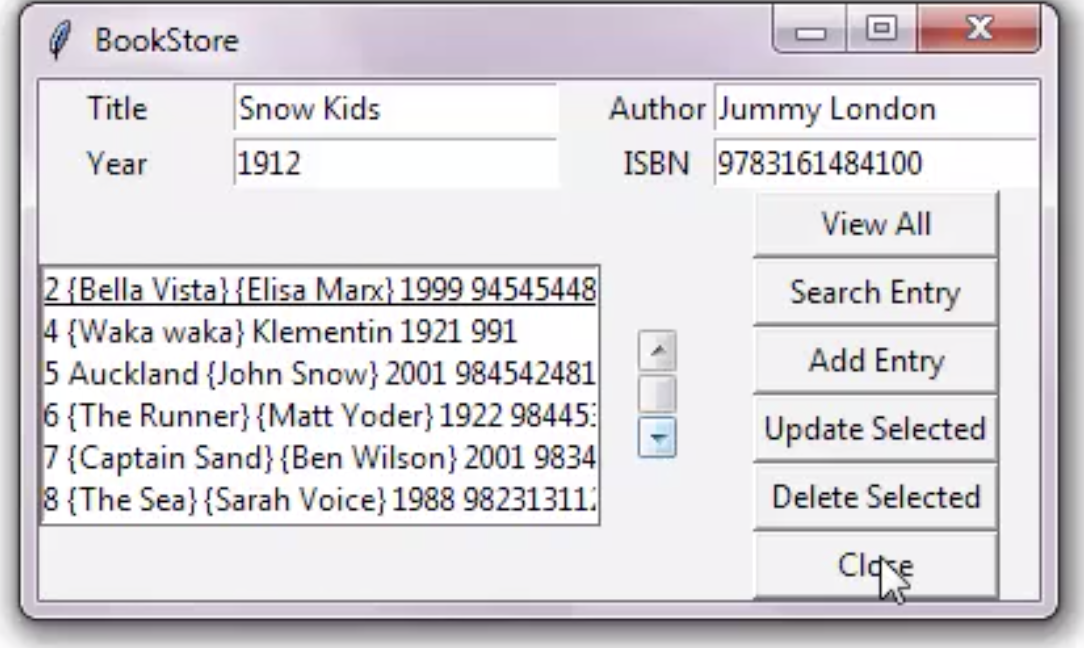 BookStore
Title Snow Kids Author Jummy London
Year 1912 ISBN 9783161484100
View All
2 {Bella Vista} {Elisa Marx} 1999 94545448
Search Entry
4 {Waka waka} Klementin 1921 991
Add Entry
5 Auckland {John Snow} 2001 984542481
6 {The Runner} {Matt Yoder} 1922 98445
Update Selected
7 {Captain Sand} {Ben Wilson} 2001 9834
Delete Selected
8 {The Sea} {Sarah Voice} 1988 98231311
Close